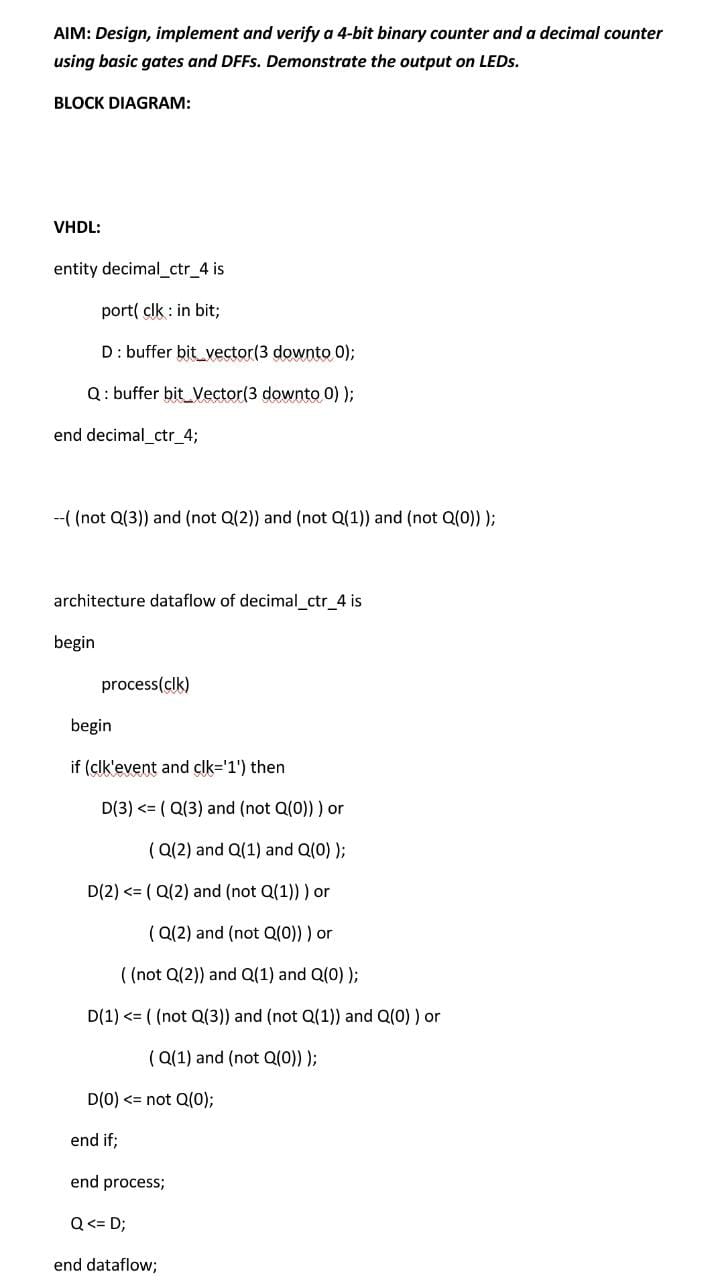 AIM: Design, implement and verify a 4-bit binary counter and a decimal counter
using basic gates and DFFs. Demonstrate the output on LEDs.
BLOCK DIAGRAM:
VHDL:
entity decimal_ctr_4 is
port( clk : in bit;
D : buffer bit_vector(3 downto 0);
Q : buffer bit_Vector(3 downto 0) );
end decimal_ctr_4;
--( (not Q(3)) and (not Q(2)) and (not Q(1)) and (not Q(0)) );
architecture dataflow of decimal_ctr_4 is
begin
process(clk)
begin
if (clk'event and clk='1') then
D(3) <= ( Q(3) and (not Q(0)) ) or
( Q(2) and Q(1) and Q(0) );
D(2) <= ( Q(2) and (not Q(1)) ) or
( Q(2) and (not Q(0)) ) or
( (not Q(2)) and Q(1) and Q(0) );
D(1) <= ( (not Q(3)) and (not Q(1)) and Q(0) ) or
( Q(1) and (not Q(0)) );
D(0) <= not Q(0);
end if;
end process;
Q <= D;
end dataflow;